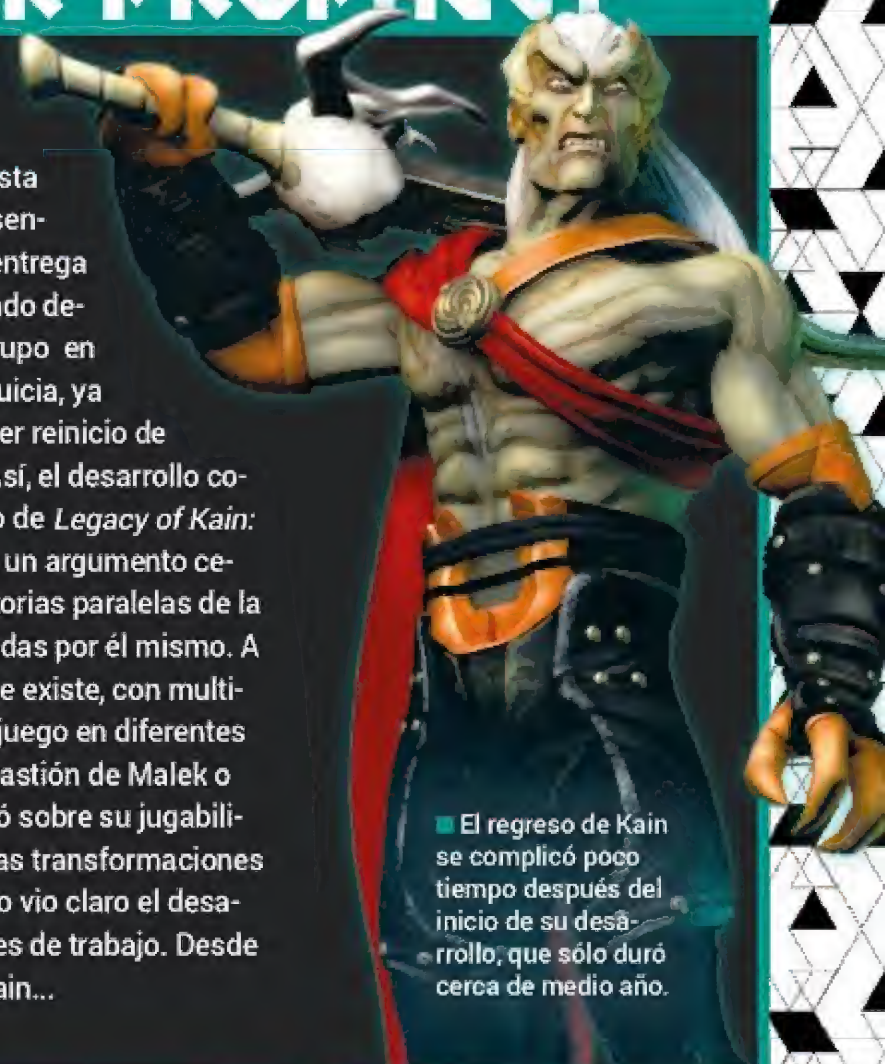 sta
sen-
entrega
do de-
upo en
uicia, ya
er reinicio de
sí, el desarrollo co-
o de Legacy of Kain:
un argumento ce-
torias paralelas de la
das por él mismo. A
e existe, con multi-
juego en diferentes
astión de Malek o
ó sobre su jugabili-
as transformaciones
o vio claro el desa-
es de trabajo. Desde
ain...
El regreso de Kain
se complicó poco
tiempo después del
inicio de su desa-
rrollo, que sólo duró
cerca de medio año.